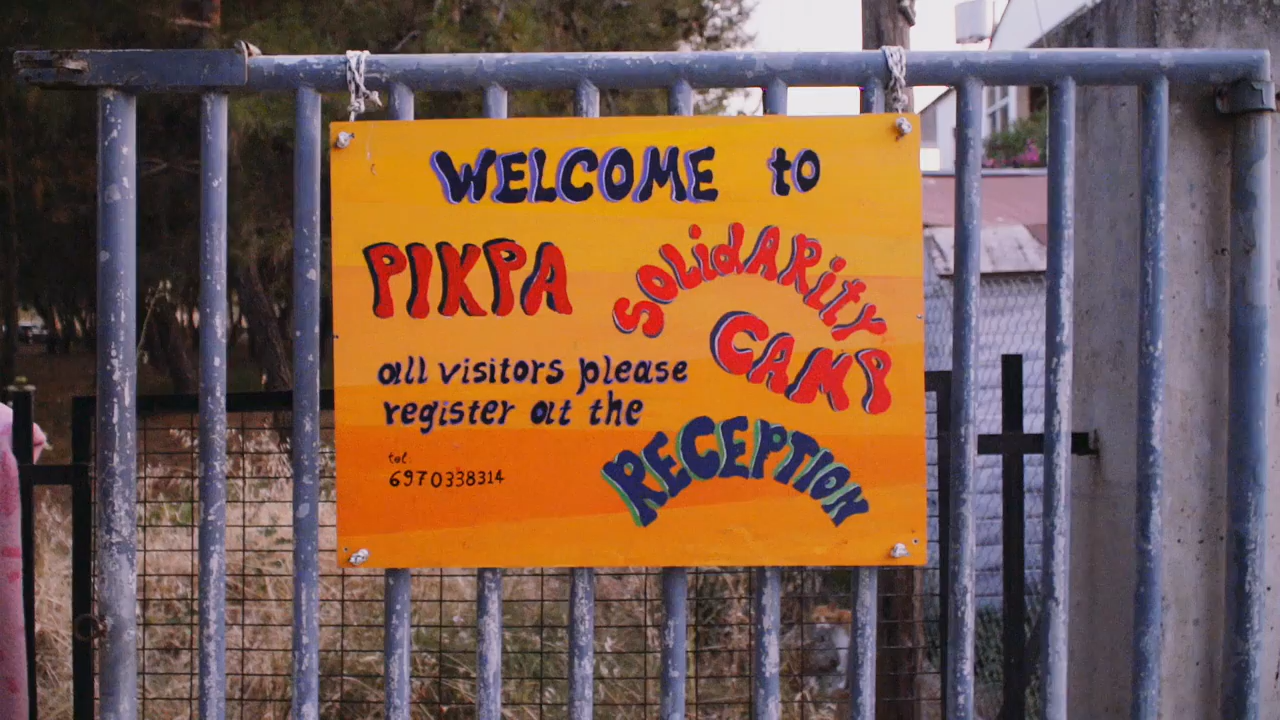 WELCOME to
PIKPA
SOLidARity
CAMP
all visitors please
register at the
RECEPTION
tel.
6970338314